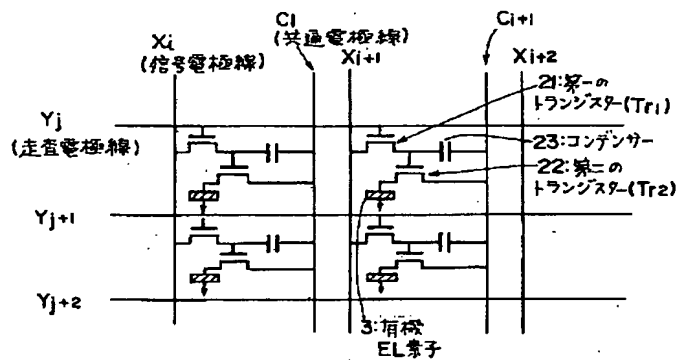 Xi
(信号電極線)
Ci
(共通電極線)
Xi+1
Ci+1
Xi+2
21:第一の
トランジスター(Tr1)
Yj
(走査電極線)
23:コンデンサー
22:第二の
トランジスター(Tr2)
Yj+1
Yj+2
3:有機
EL素子